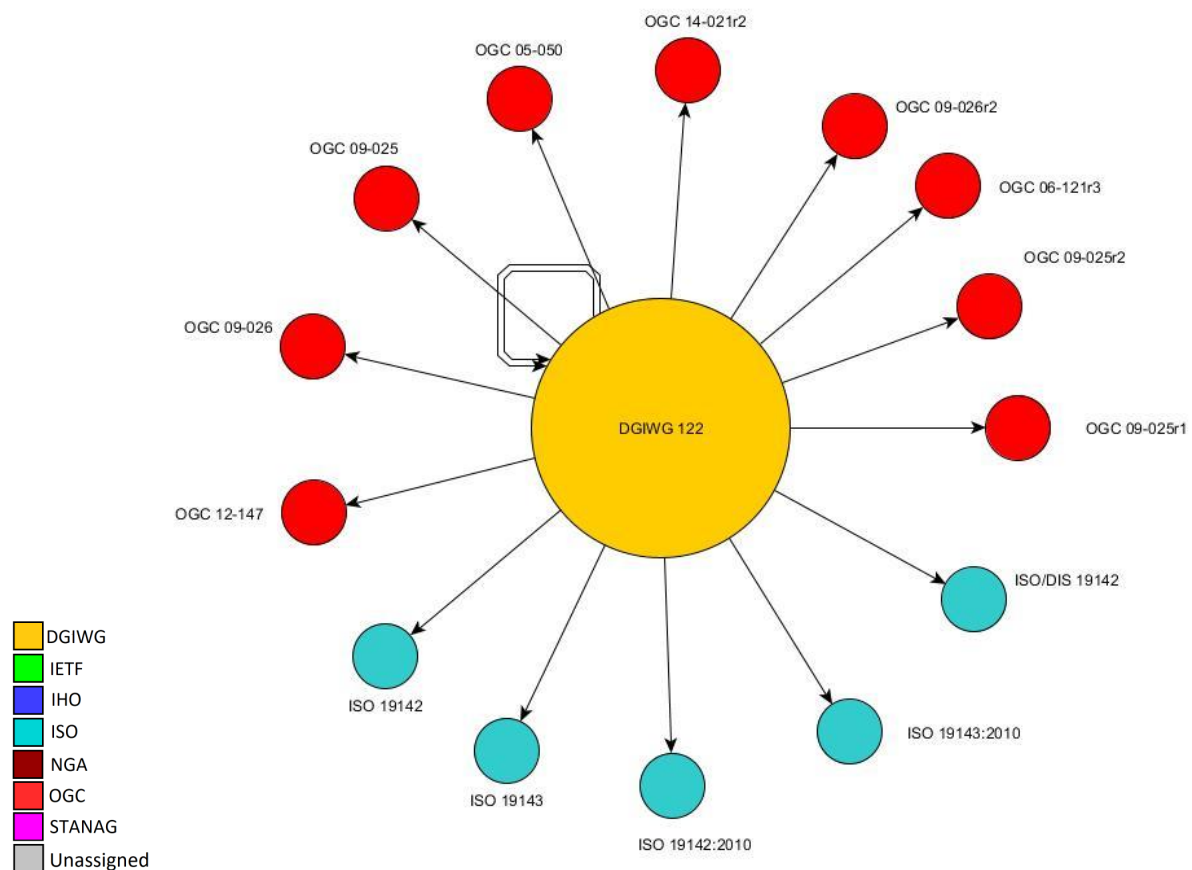 OGC 14-021r2
OGC 05-050
OGC 09-026r2
OGC 09-025
OGC 06-121r3
OGC 09-025r2
OGC 09-026
DGIWG 122
OGC 09-025r1
OGC 12-147
ISO/DIS 19142
ISO 19142
ISO 19143:2010
ISO 19143
ISO 19142:2010
DGIWG
IETF
IHO
ISO
NGA
OGC
STANAG
Unassigned